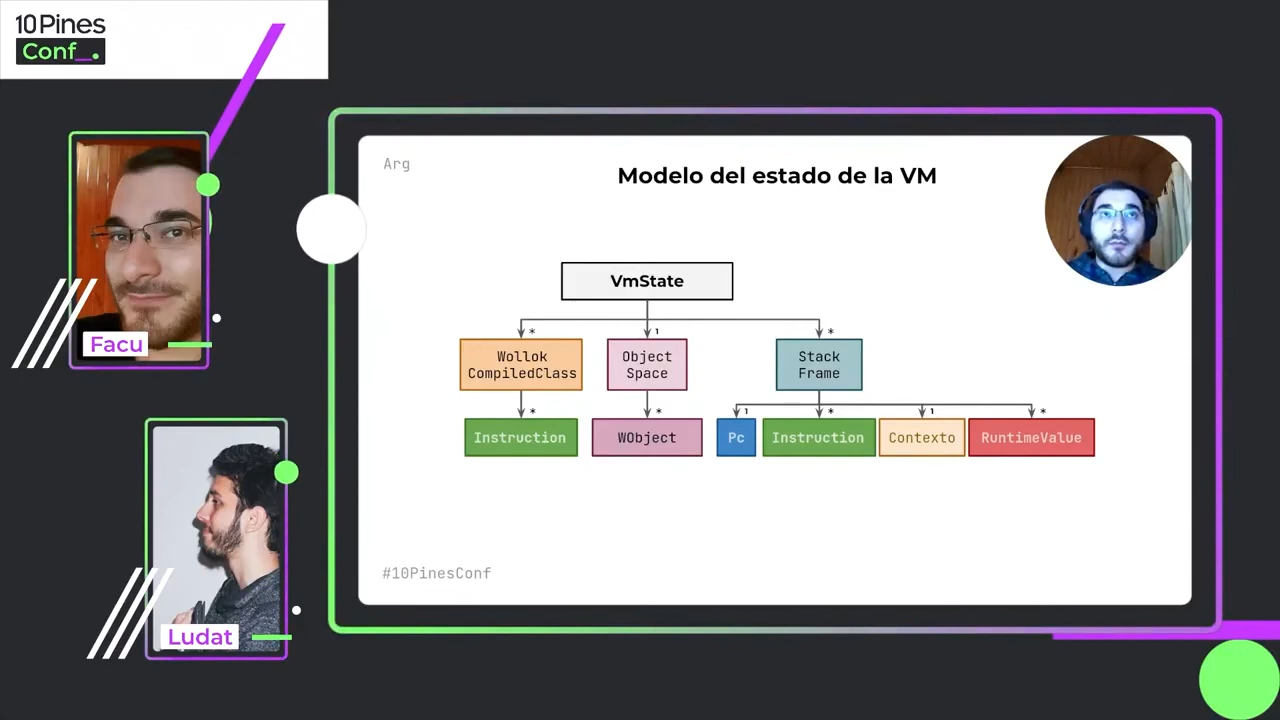 10Pines
Conf_.
Arg
Modelo del estado de la VM
VmState
* 1 *
Wollok
CompiledClass
Object
Space
Stack
Frame
* * 1 * 1 *
Instruction
WObject
Pc
Instruction
Contexto
RuntimeValue
Facu
Ludat
#10PinesConf